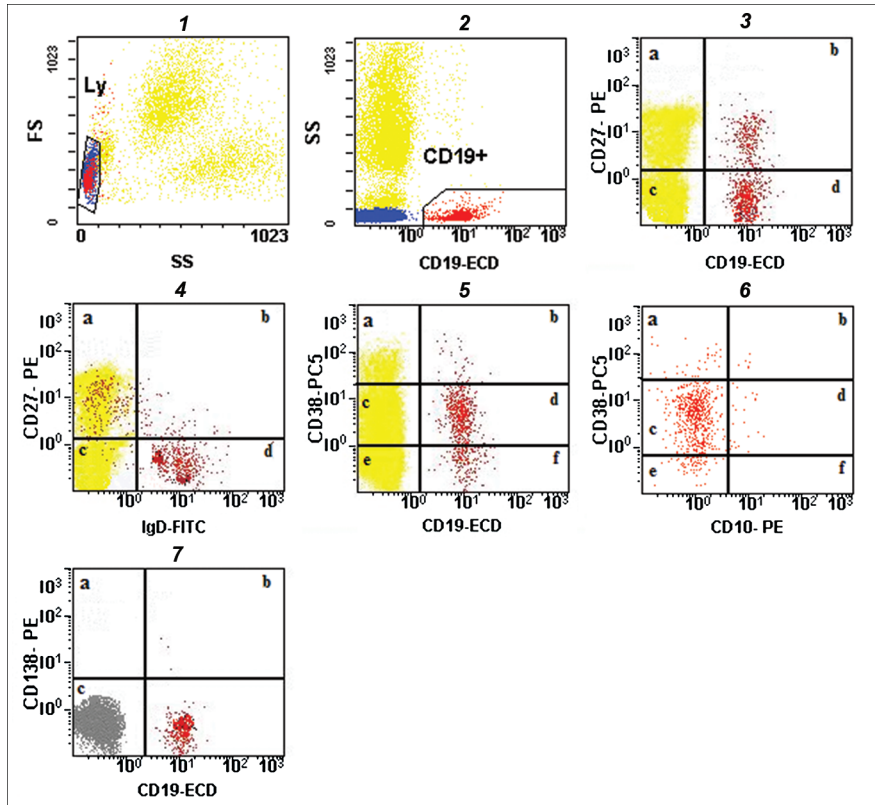 1
1023
FS
Ly
0
0
1023
SS
2
1023
SS
CD19+
0
10⁰ 10¹ 10² 10³
CD19-ECD
3
10³
10²
10¹
10⁰
CD27- PE
a
b
c
d
10⁰ 10¹ 10² 10³
CD19-ECD
4
10³
10²
10¹
10⁰
CD27- PE
a
b
c
d
10⁰ 10¹ 10² 10³
IgD-FITC
5
10³
10²
10¹
10⁰
CD38-PC5
a
b
c
d
e
f
10⁰ 10¹ 10² 10³
CD19-ECD
6
10³
10²
10¹
10⁰
CD38-PC5
a
b
c
d
e
f
10⁰ 10¹ 10² 10³
CD10- PE
7
10³
10²
10¹
10⁰
CD138- PE
a
b
c
10⁰ 10¹ 10² 10³
CD19-ECD